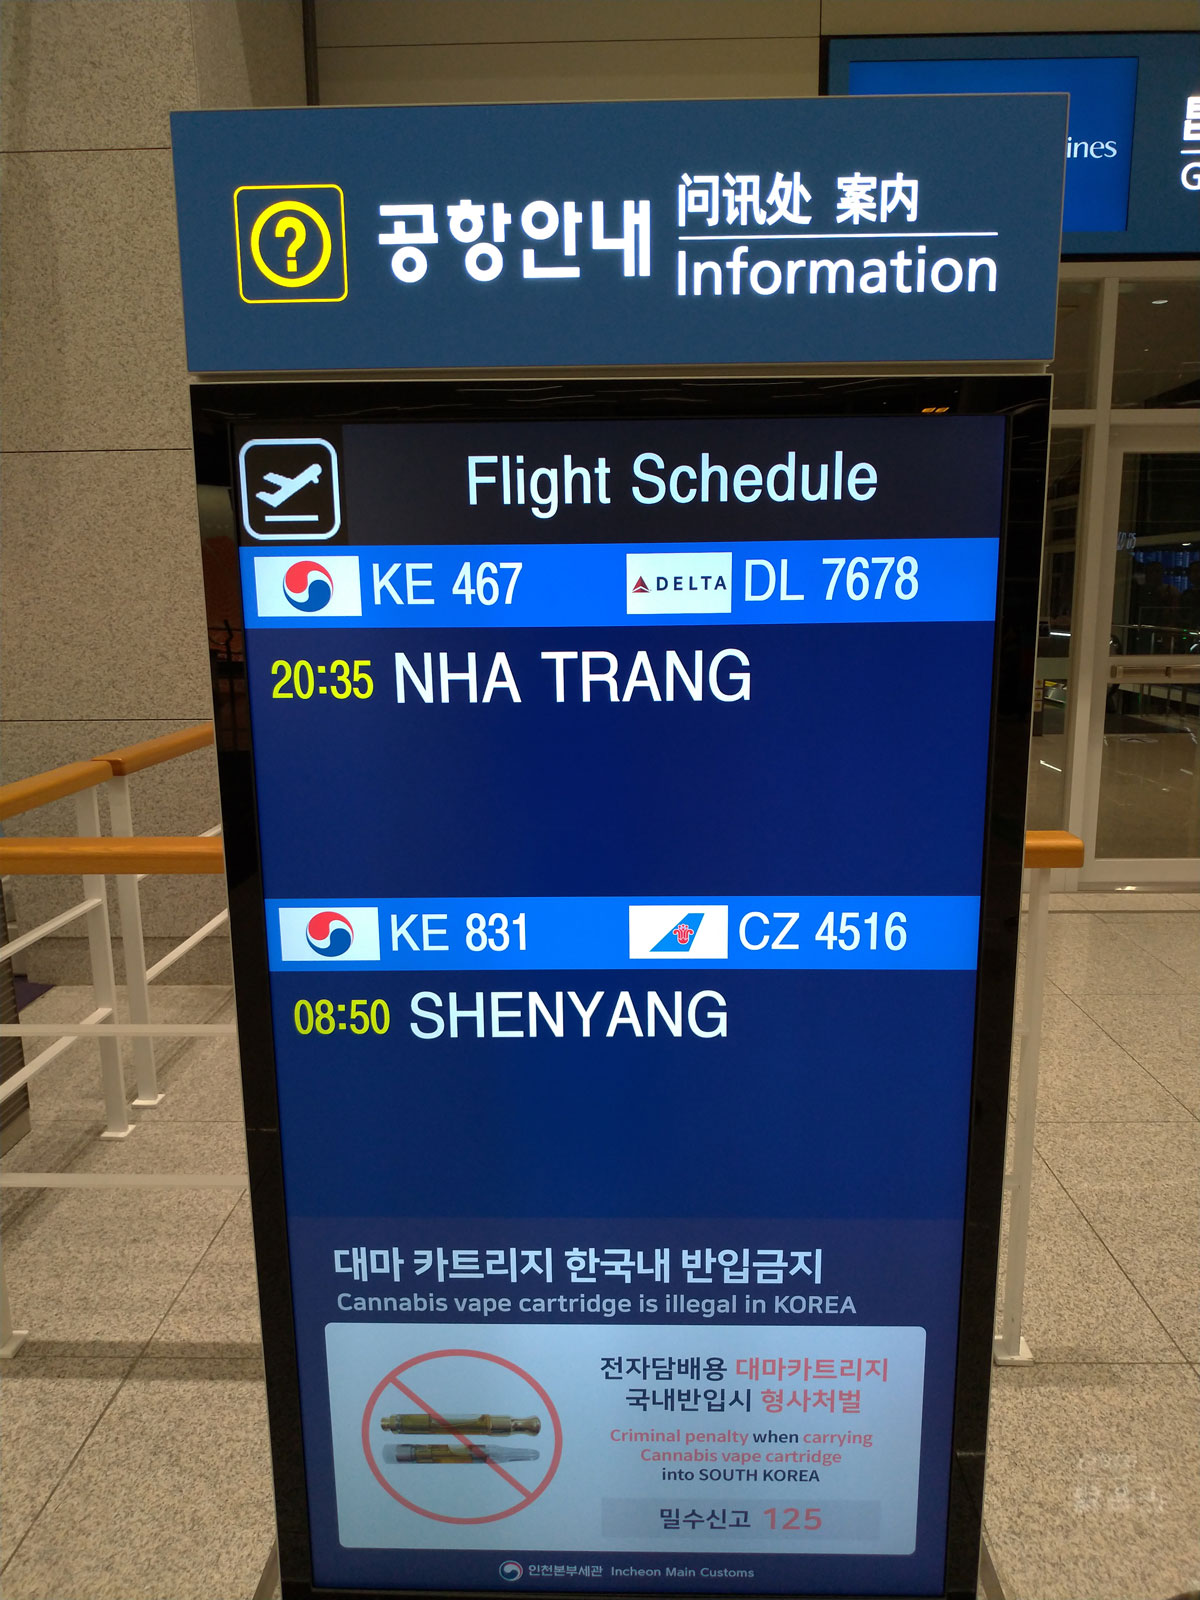 ines
G
공항안내
问讯处 案内
Information
Flight Schedule
KE 467 DELTA DL 7678
20:35 NHA TRANG
KE 831 CZ 4516
08:50 SHENYANG
대마 카트리지 한국내 반입금지
Cannabis vape cartridge is illegal in KOREA
전자담배용 대마카트리지
국내반입시 형사처벌
Criminal penalty when carrying
Cannabis vape cartridge
into SOUTH KOREA
밀수신고 125
인천본부세관 Incheon Main Customs